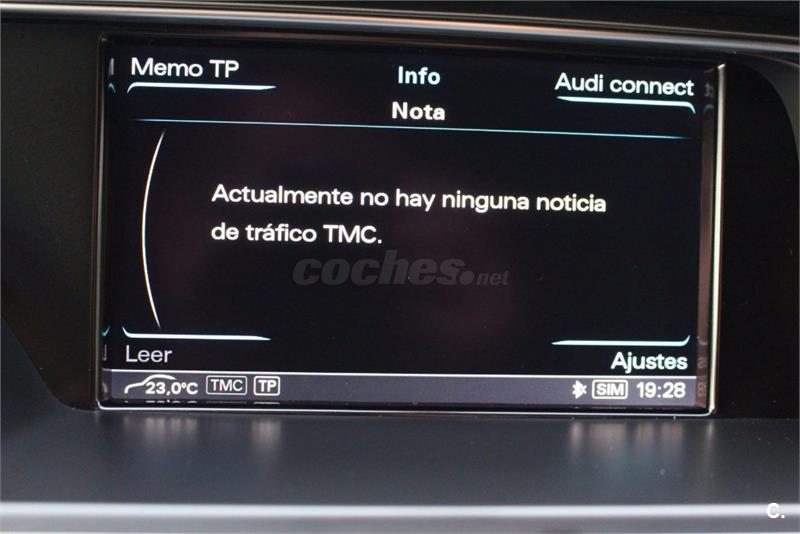 Memo TP
Info
Audi connect
Nota
Actualmente no hay ninguna noticia
de tráfico TMC.
coches.net
Leer
Ajustes
23,0°C TMC TP
SIM 19:28
C.